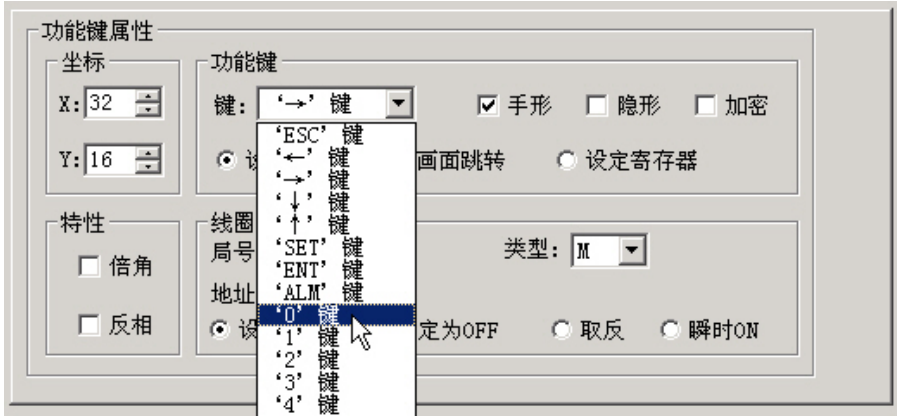 功能键属性
坐标
X: 32
Y: 16
功能键
键: ‘→’ 键
手形
隐形
加密
‘ESC’ 键
‘←’ 键
‘→’ 键
‘↓’ 键
‘↑’ 键
‘SET’ 键
‘ENT’ 键
‘ALM’ 键
‘0’ 键
‘1’ 键
‘2’ 键
‘3’ 键
‘4’ 键
画面跳转
设定寄存器
特性
倍角
反相
线圈
局号
类型: M
地址
设
定为OFF
取反
瞬时ON